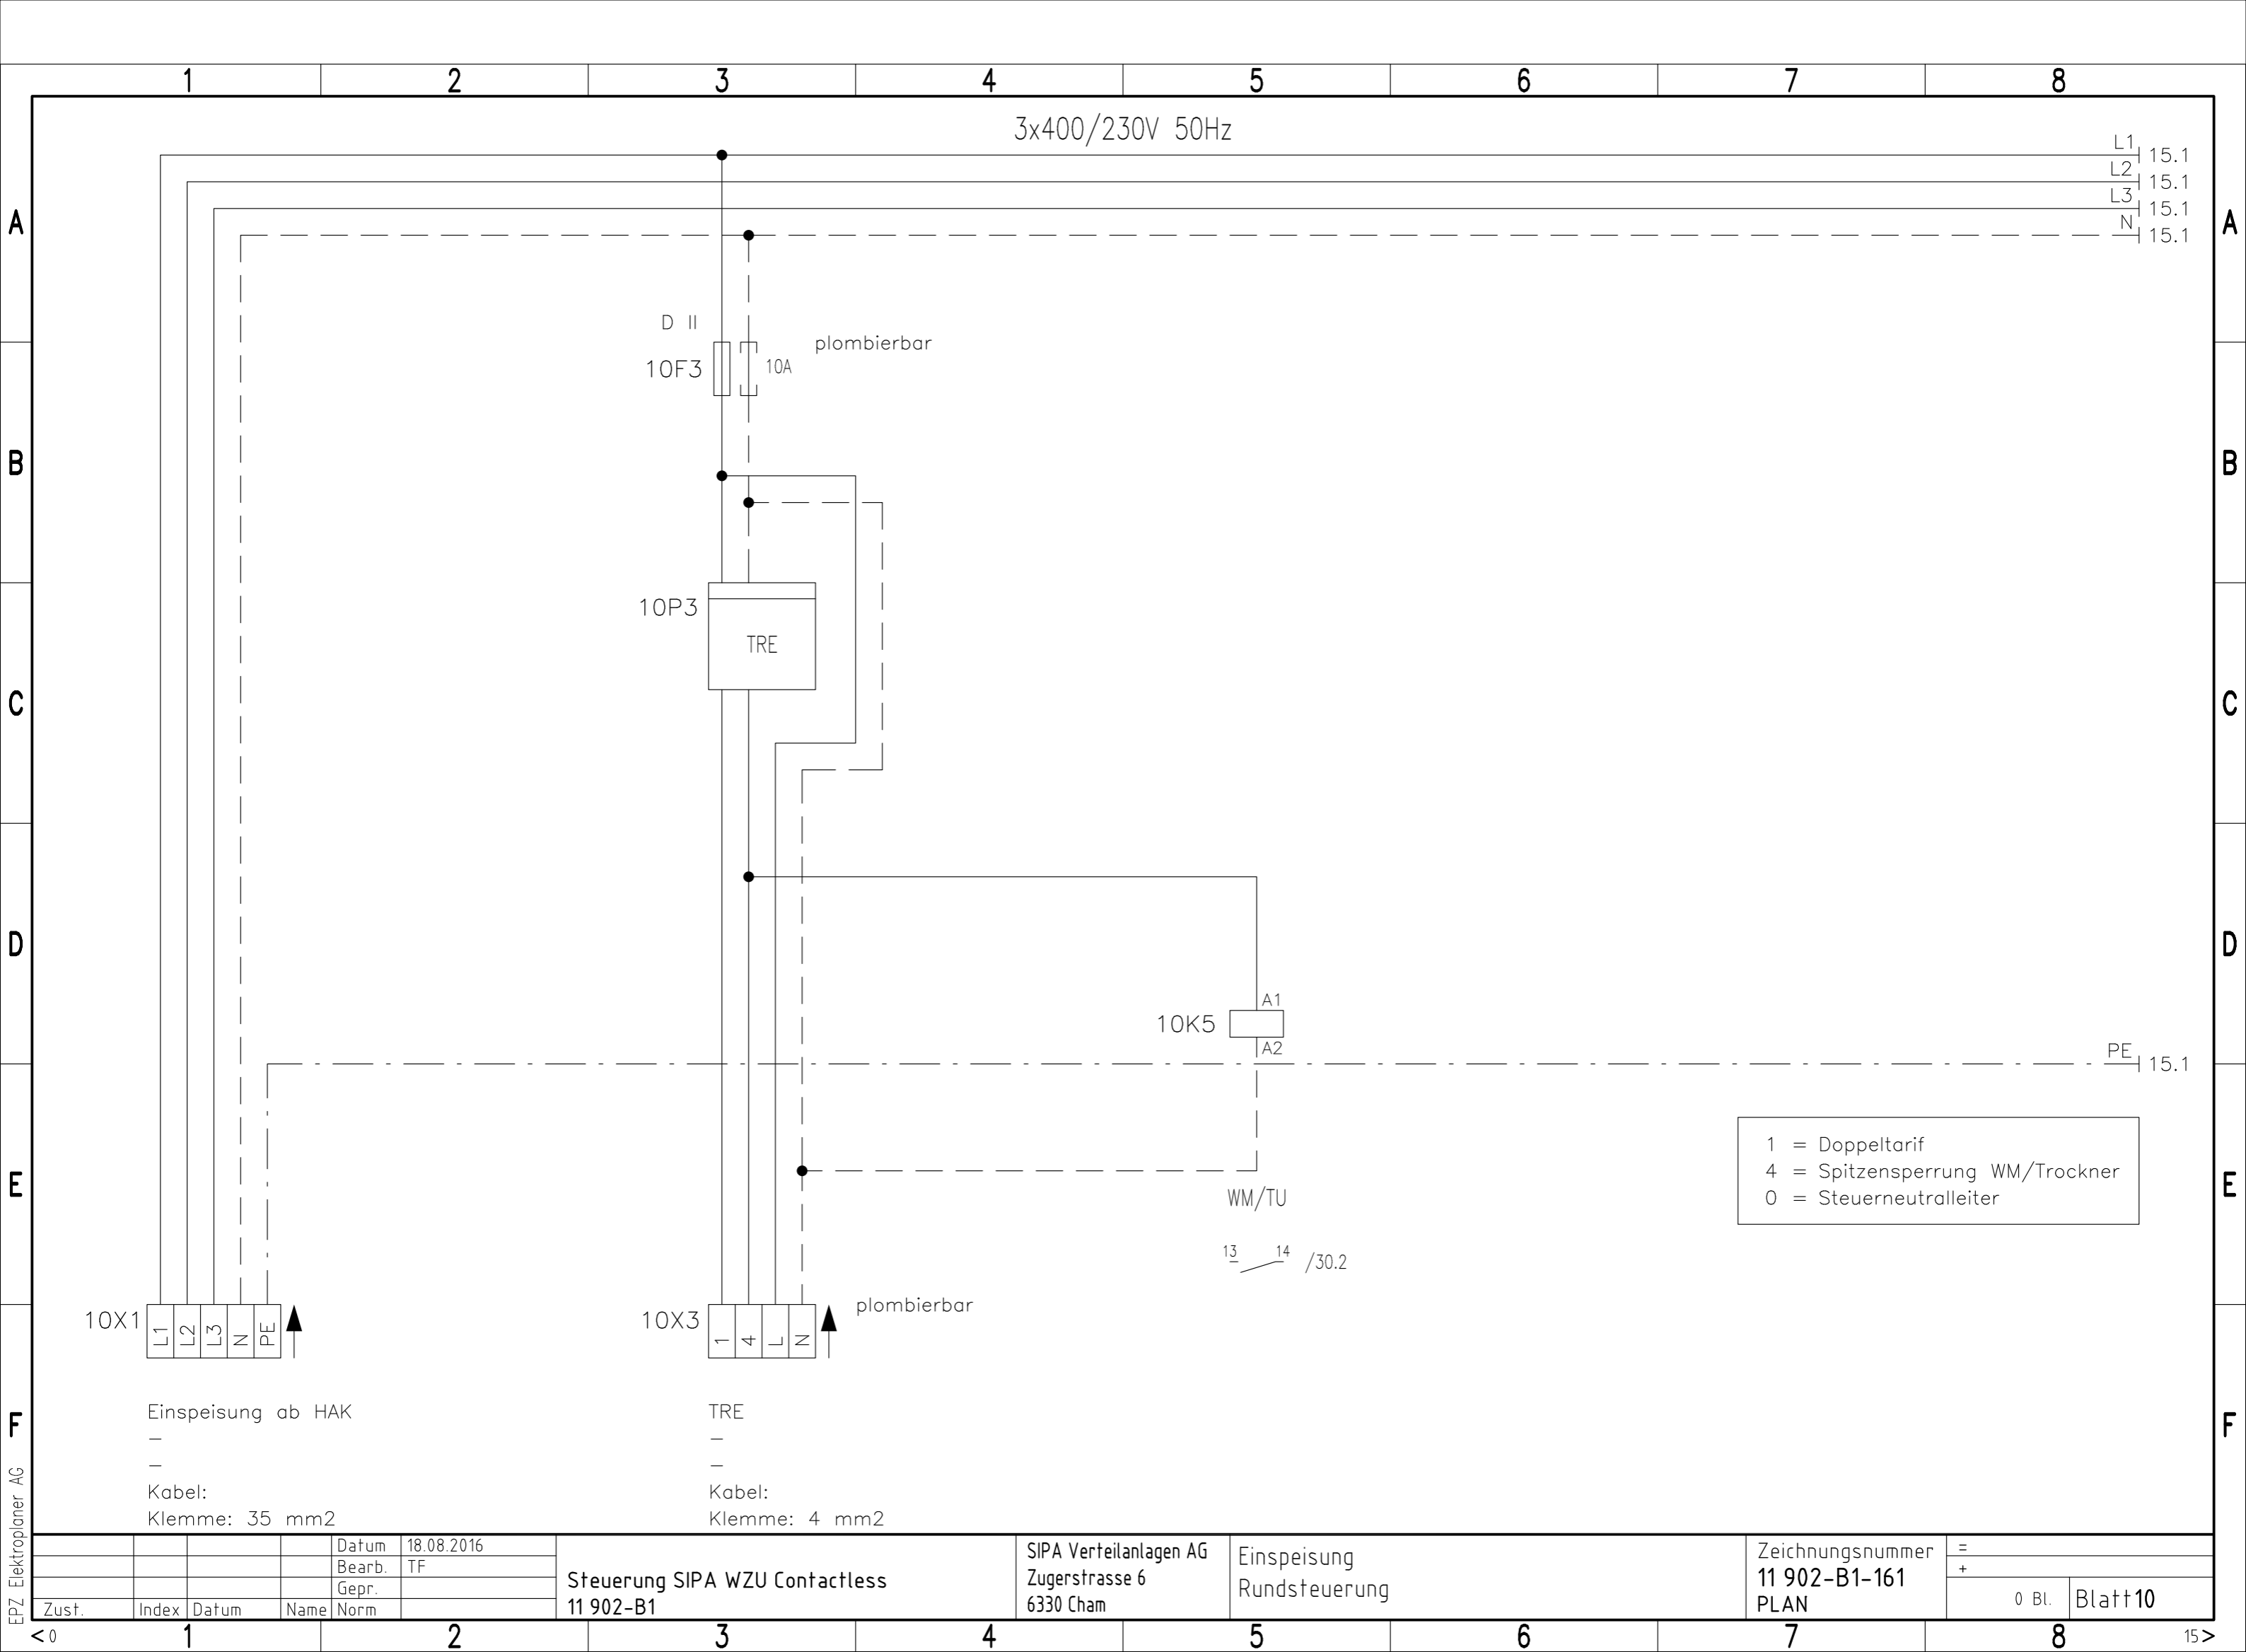 1 2 3 4 5 6 7 8
3x400/230V 50Hz
L1 15.1
L2 15.1
L3 15.1
N 15.1
A A
D II
plombierbar
10F3 10A
B B
10P3
TRE
C C
D D
A1
10K5
A2
PE 15.1
1 = Doppeltarif
4 = Spitzensperrung WM/Trockner
0 = Steuerneutralleiter
E E
WM/TU
13 14 /30.2
10X1 L1 L2 L3 N PE
10X3 1 4 L N
plombierbar
Einspeisung ab HAK
–
–
Kabel:
Klemme: 35 mm2
TRE
–
–
Kabel:
Klemme: 4 mm2
F F
EPZ Elektroplaner AG
Datum 18.08.2016
Bearb. TF
Gepr.
Zust. Index Datum Name Norm
Steuerung SIPA WZU Contactless
11 902-B1
SIPA Verteilanlagen AG
Zugerstrasse 6
6330 Cham
Einspeisung
Rundsteuerung
Zeichnungsnummer
11 902-B1-161
PLAN
=
+
0 Bl. Blatt 10
<0 1 2 3 4 5 6 7 8 15>